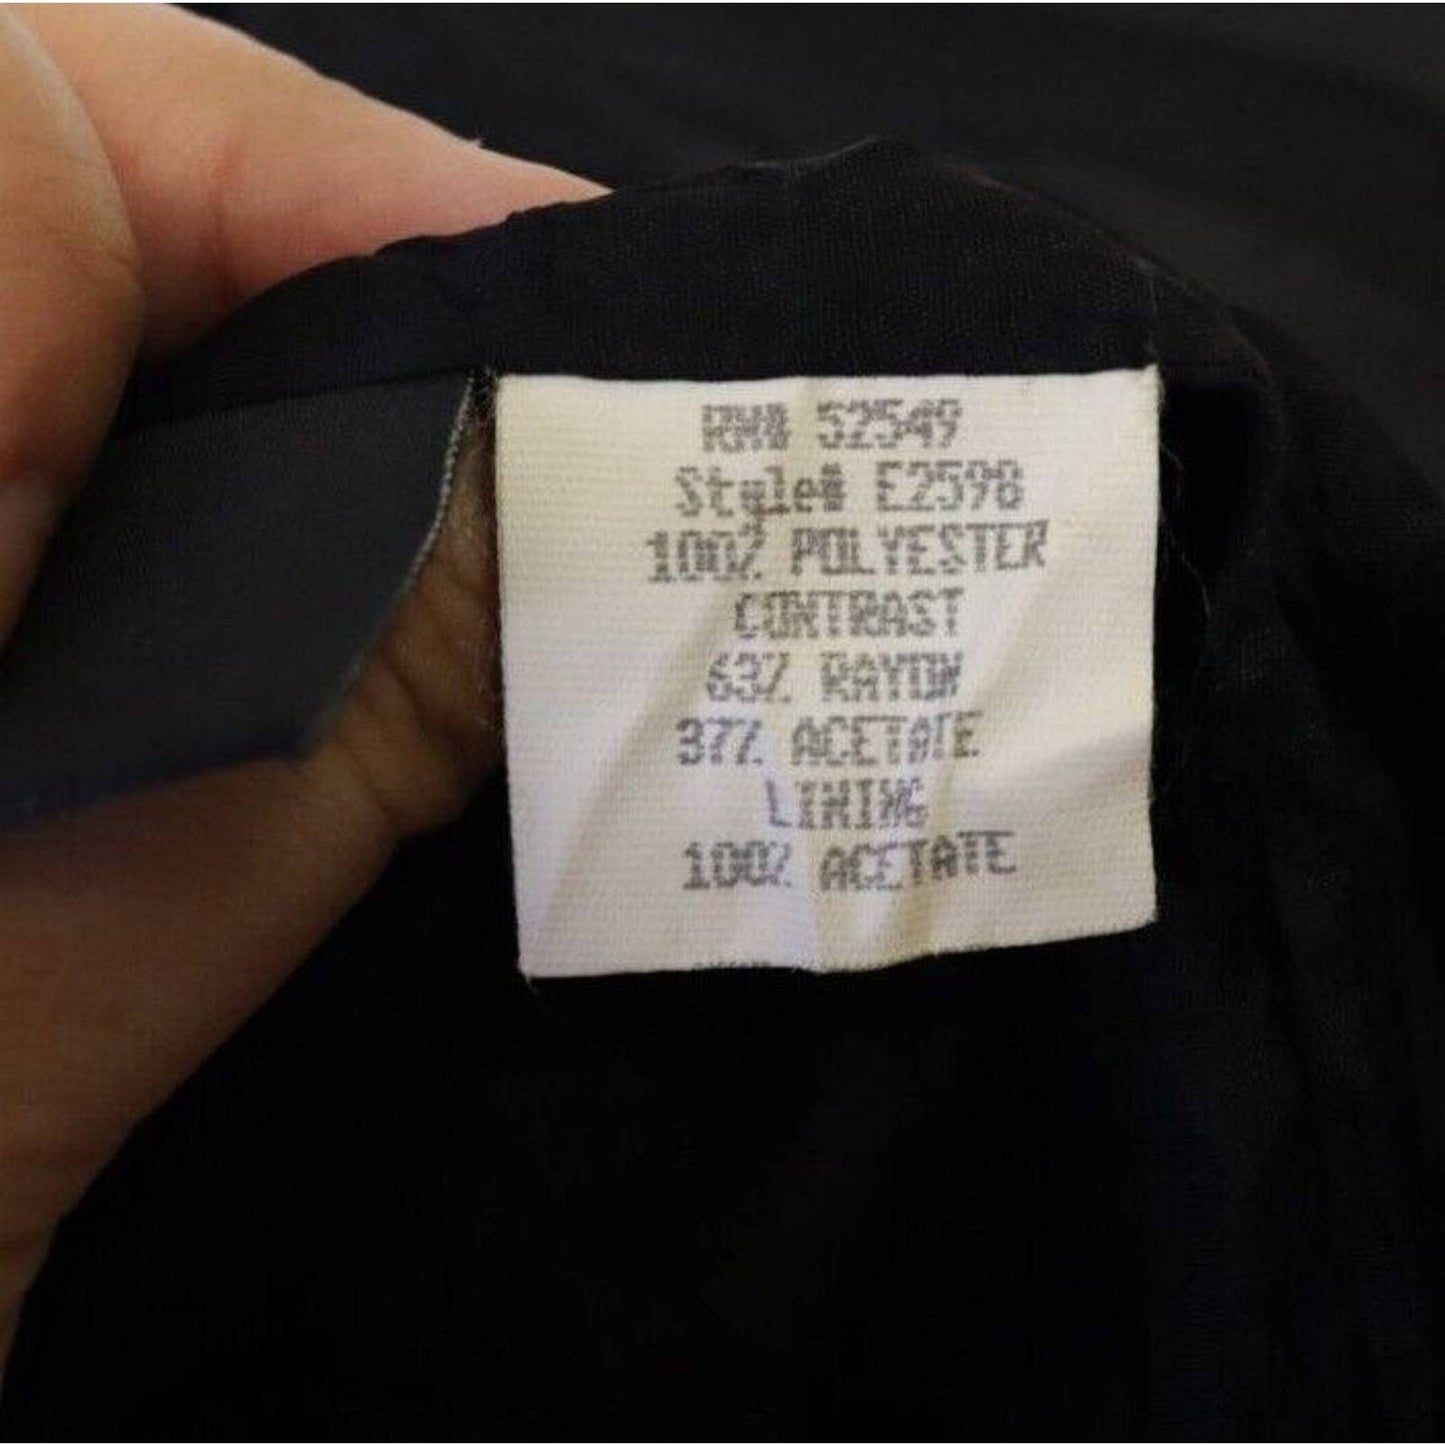 RN# 52549
Style# E2598
100% POLYESTER
CONTRAST
63% RAYON
37% ACETATE
LINING
100% ACETATE